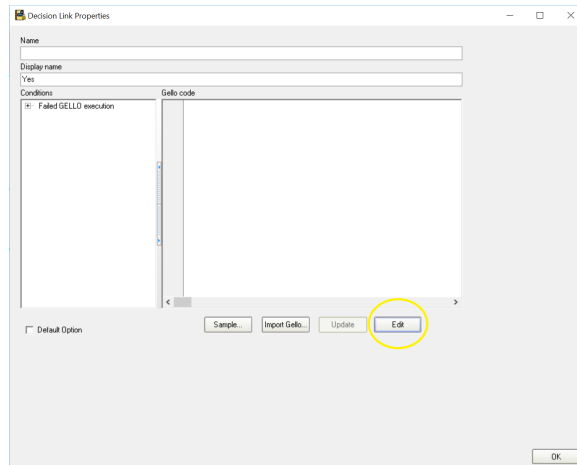 Decision Link Properties
Name
Display name
Yes
Conditions
Gello code
Failed GELLO execution
Default Option
Sample...
Import Gello...
Update
Edit
OK